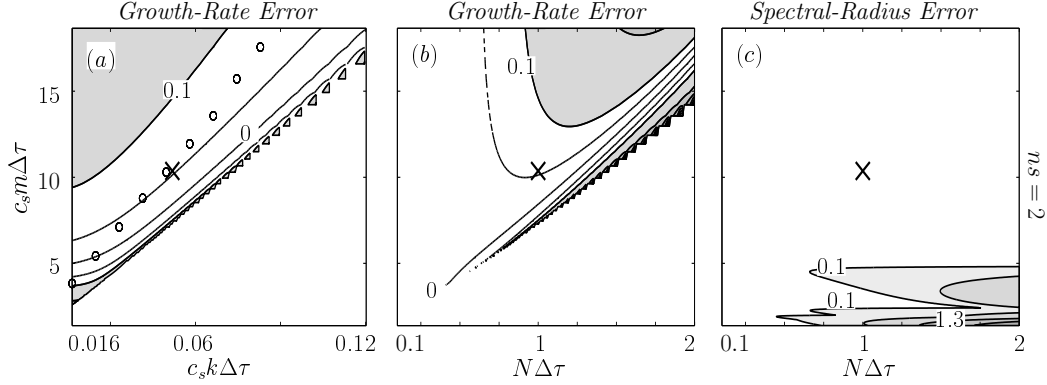 Growth-Rate Error Growth-Rate Error Spectral-Radius Error
(a) (b) (c)
0.1 0.1
15
0
10
c_s m Δτ
ns = 2
5
0.1
0.1
0
1.3
0.016 0.06 0.12 0.1 1 2 0.1 1 2
c_s k Δτ NΔτ NΔτ